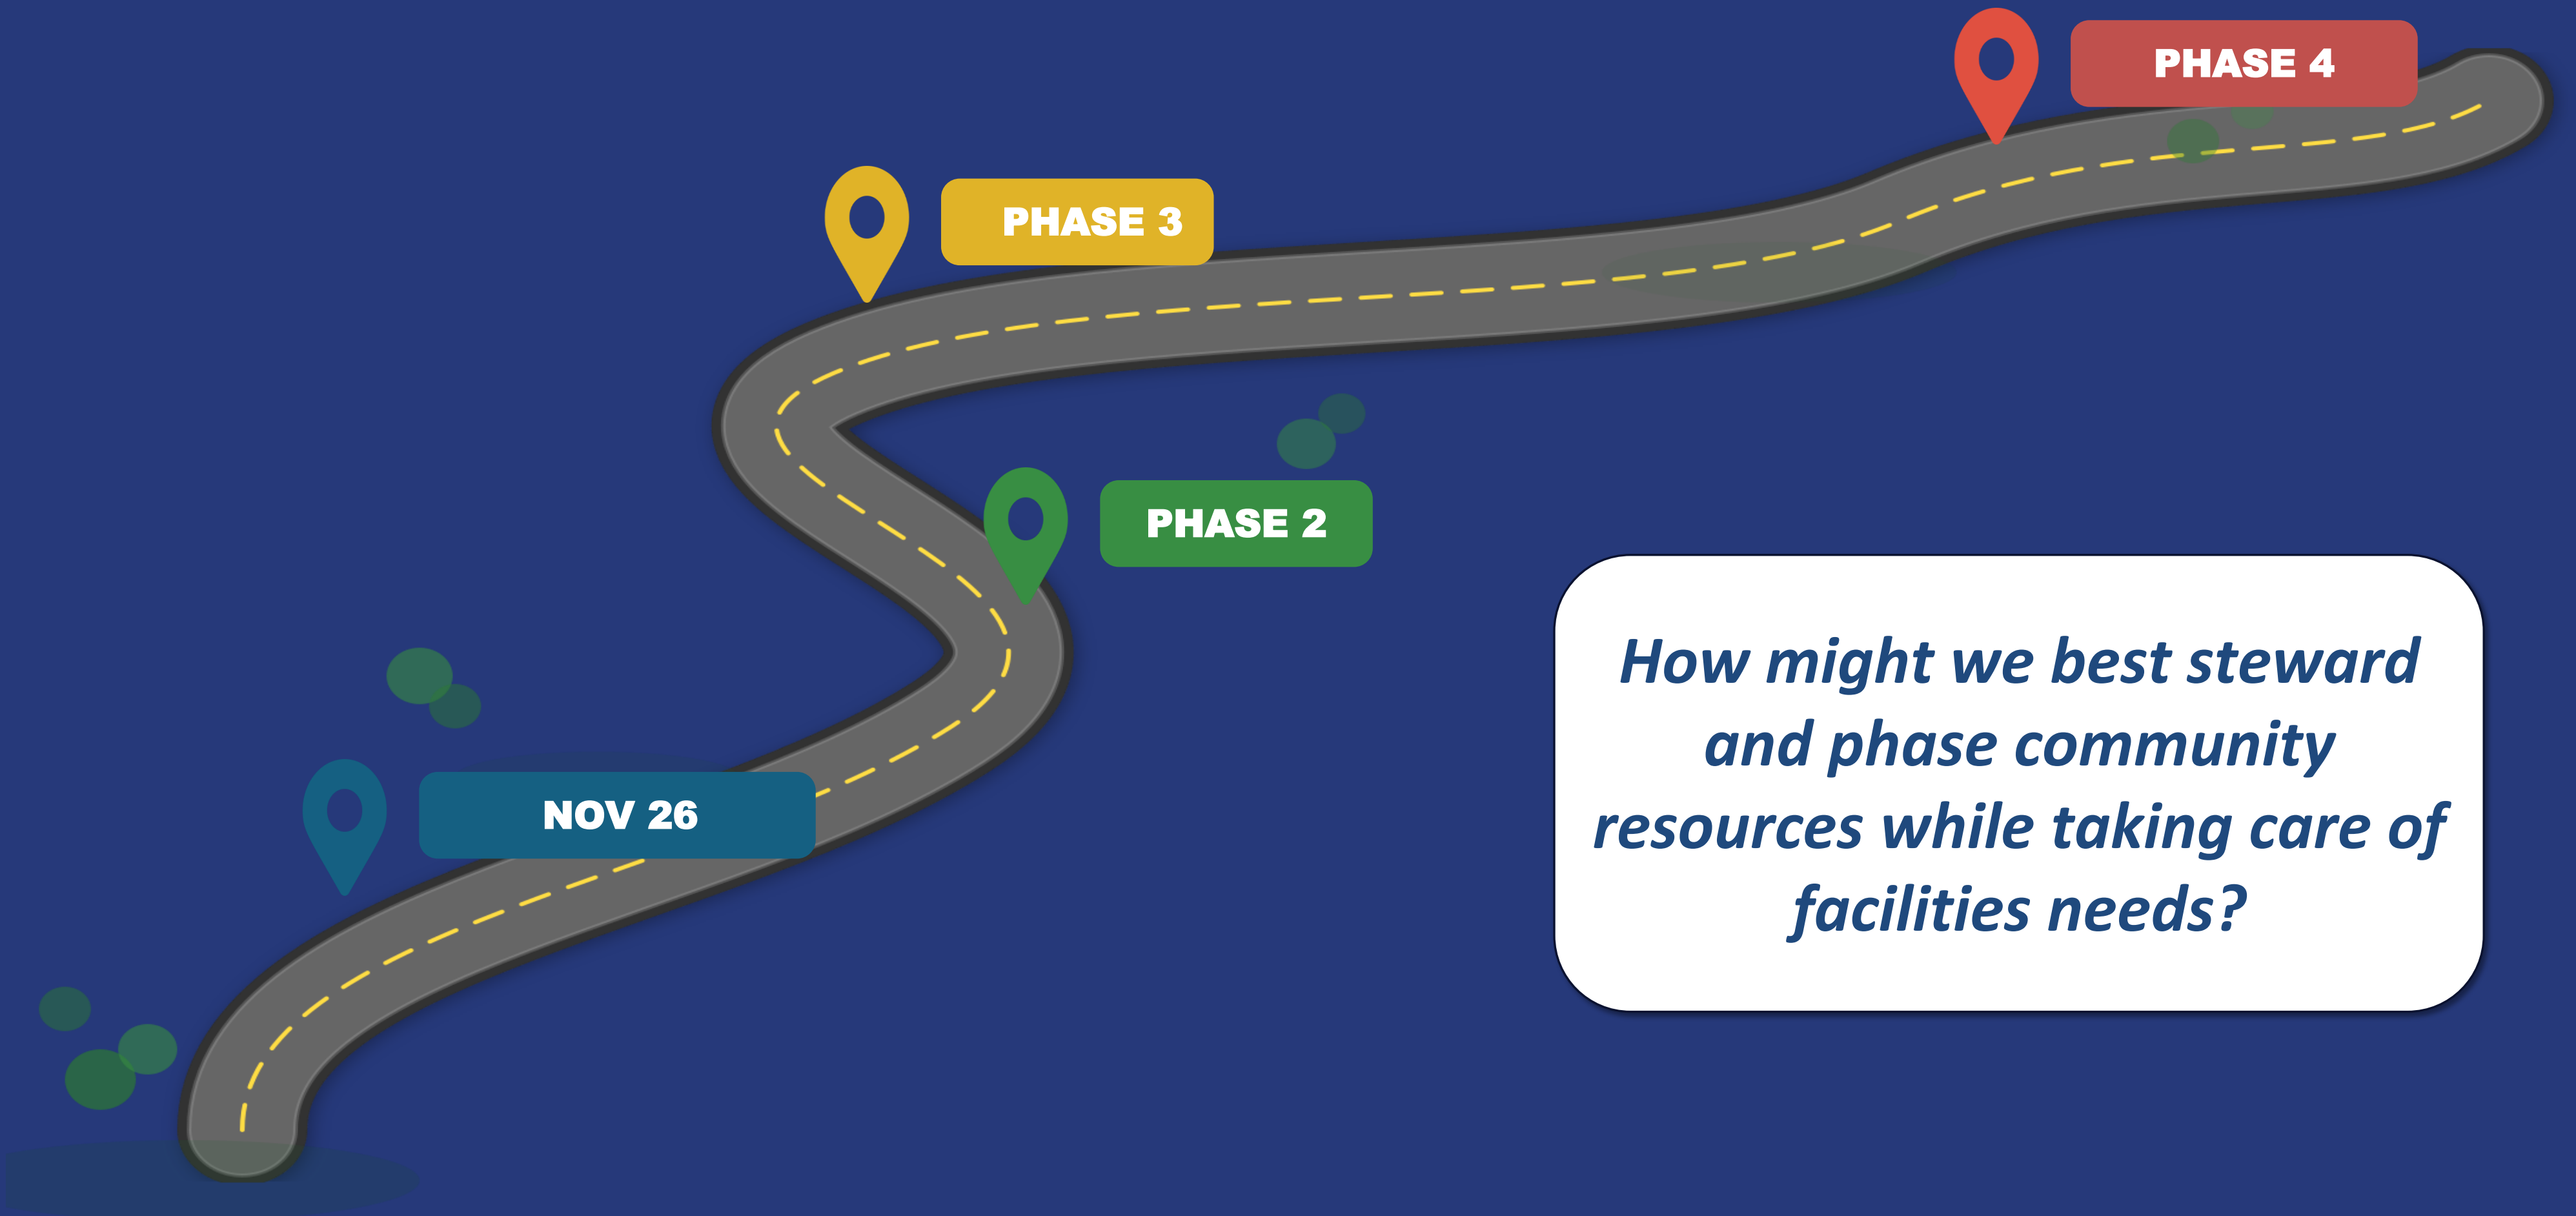 PHASE 4
PHASE 3
PHASE 2
NOV 26
How might we best steward
and phase community
resources while taking care of
facilities needs?